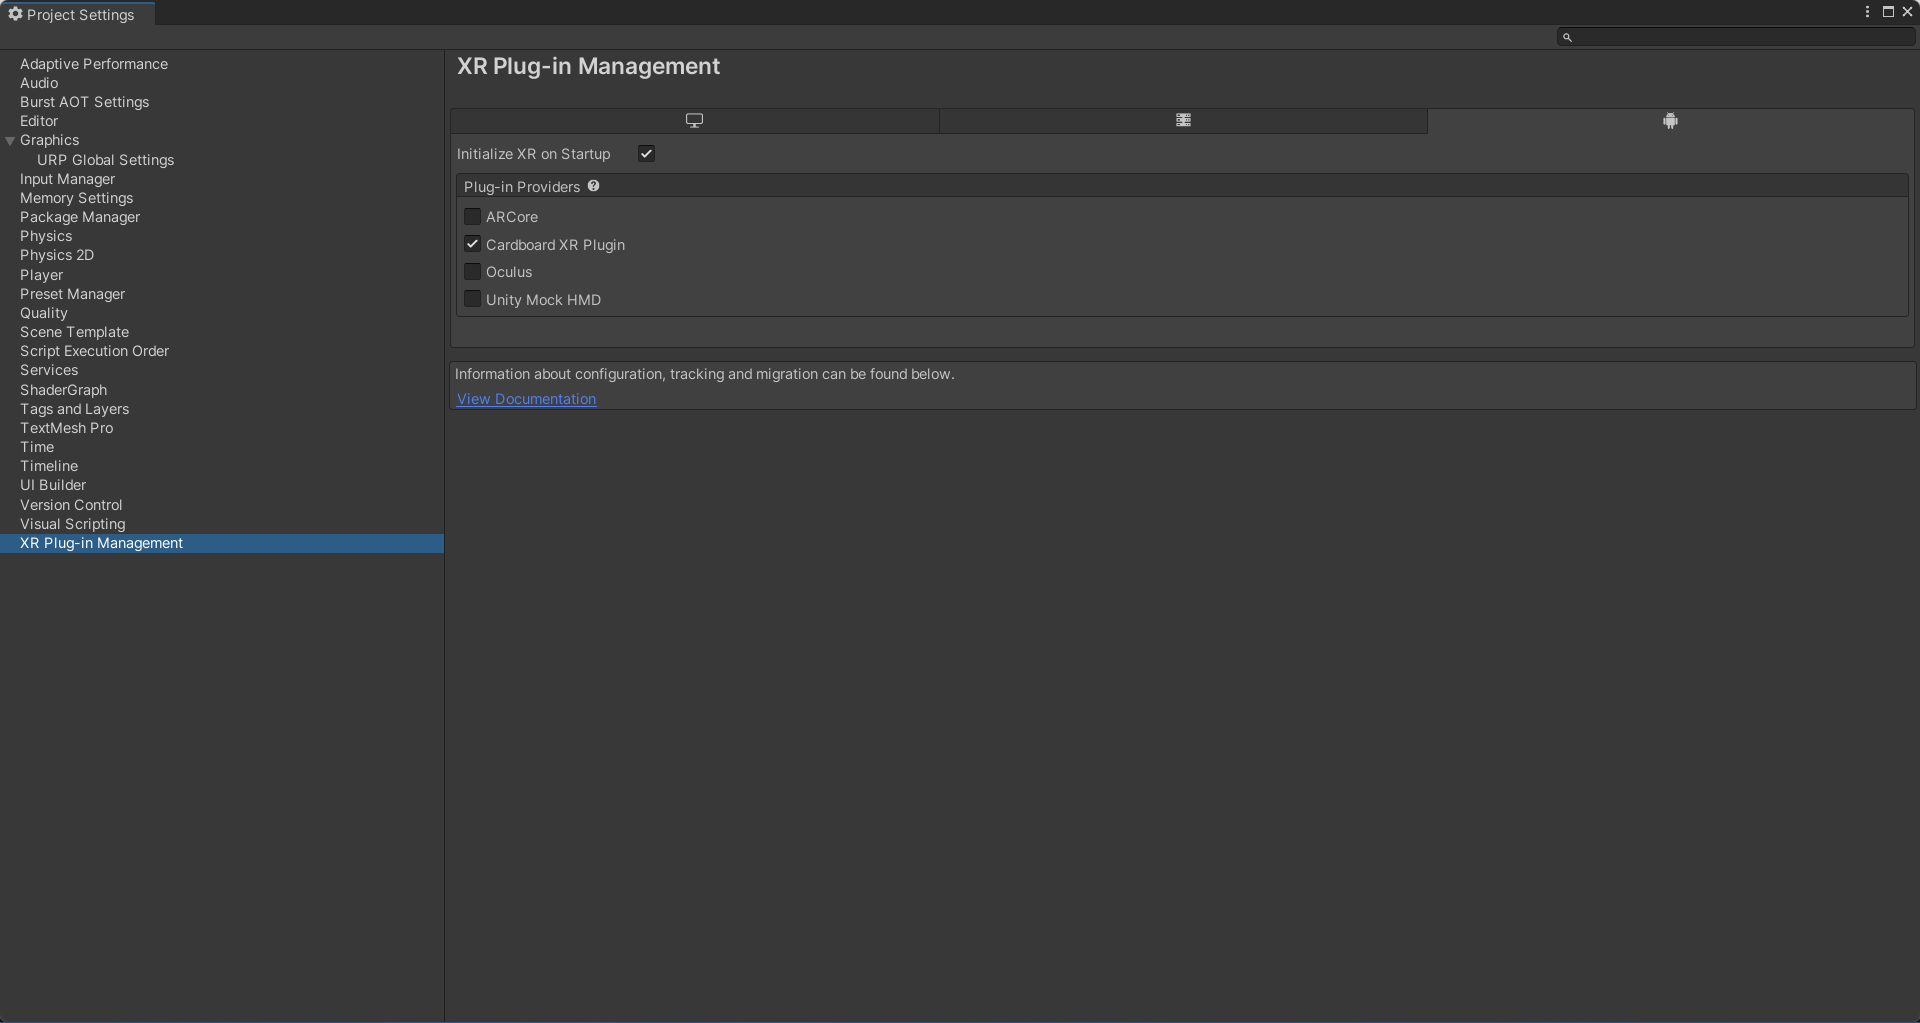 Project Settings
Adaptive Performance
Audio
Burst AOT Settings
Editor
Graphics
URP Global Settings
Input Manager
Memory Settings
Package Manager
Physics
Physics 2D
Player
Preset Manager
Quality
Scene Template
Script Execution Order
Services
ShaderGraph
Tags and Layers
TextMesh Pro
Time
Timeline
UI Builder
Version Control
Visual Scripting
XR Plug-in Management
XR Plug-in Management
Initialize XR on Startup
Plug-in Providers
ARCore
Cardboard XR Plugin
Oculus
Unity Mock HMD
Information about configuration, tracking and migration can be found below.
View Documentation